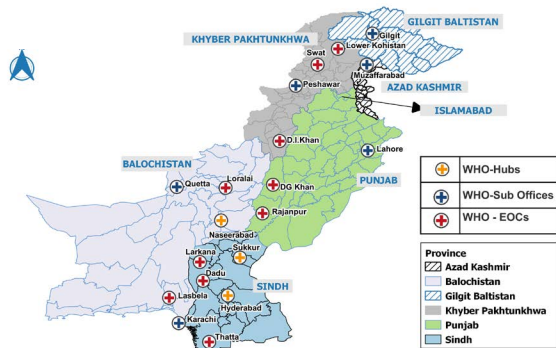 GILGIT BALTISTAN
KHYBER PAKHTUNKHWA
Gilgit
Lower Kohistan
Swat
Muzaffarabad
Peshawar
AZAD KASHMIR
ISLAMABAD
D.I.Khan
Lahore
BALOCHISTAN
Loralai
Quetta
DG Khan
PUNJAB
Rajanpur
Naseerabad
Sukkur
Larkana
Dadu
SINDH
Lasbela
Hyderabad
Karachi
Thatta
WHO-Hubs
WHO-Sub Offices
WHO - EOCs
Province
Azad Kashmir
Balochistan
Gilgit Baltistan
Khyber Pakhtunkhwa
Punjab
Sindh